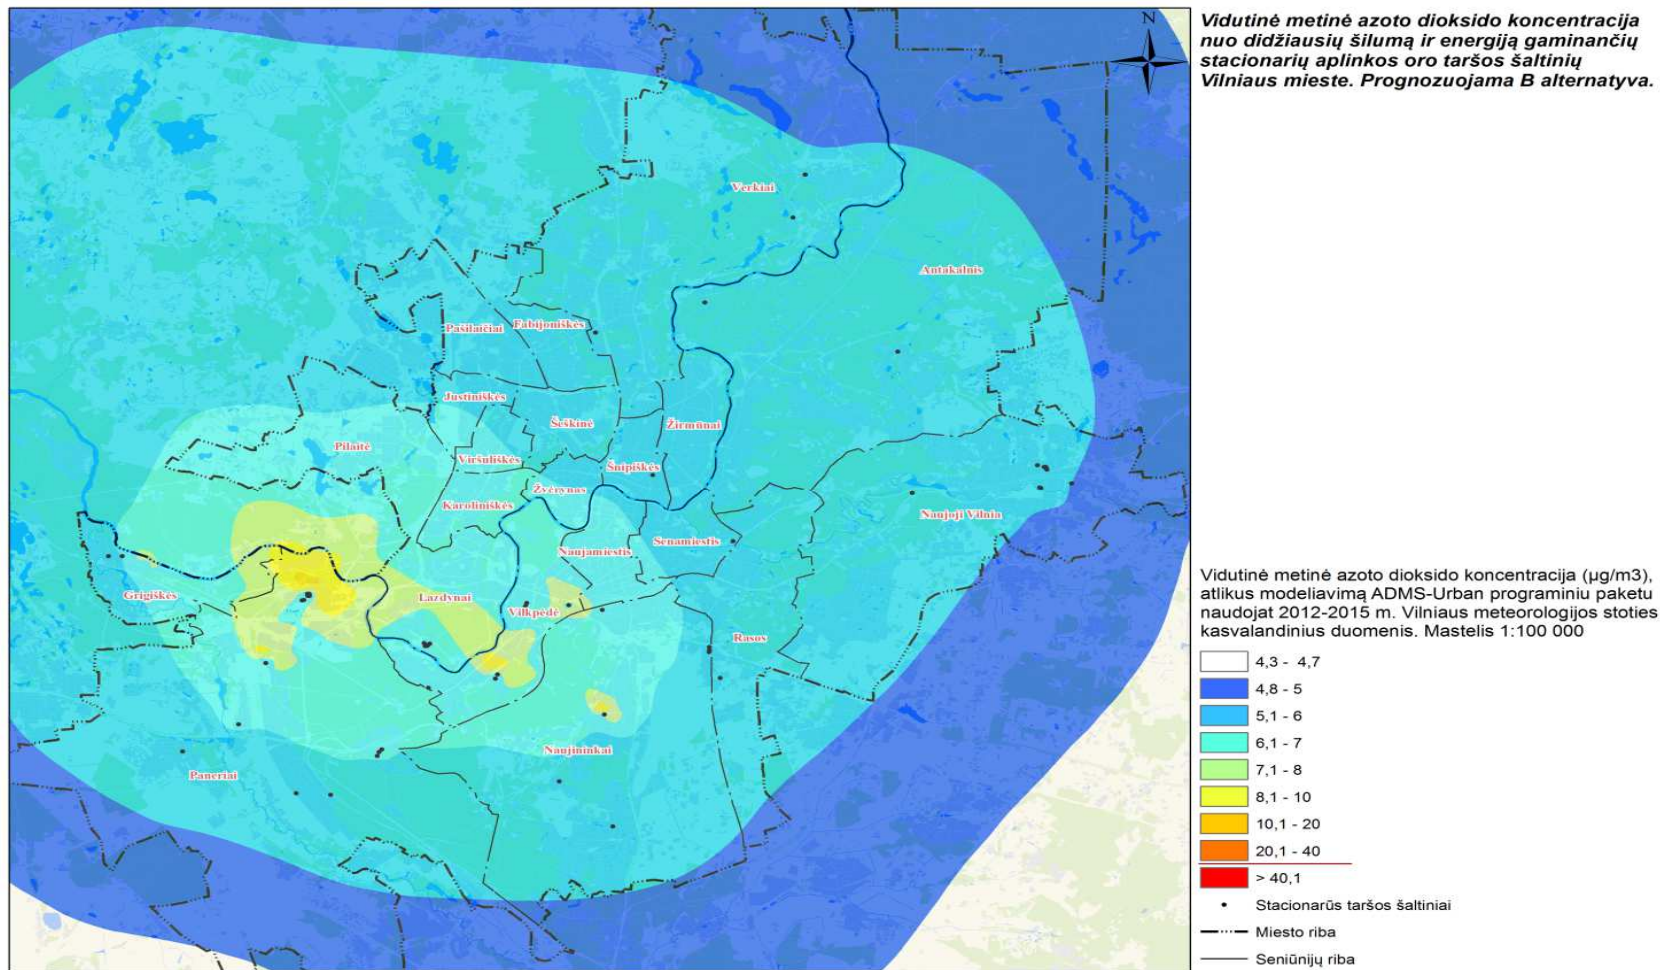 Vidutinė metinė azoto dioksido koncentracija
nuo didžiausių šilumą ir energiją gaminančių
stacionarių aplinkos oro taršos šaltinių
Vilniaus mieste. Prognozuojama B alternatyva.
N
Verkiai
Antakalnis
Pašilaičiai
Fabijoniškės
Justiniškės
Šeškinė
Žirmūnai
Pilaitė
Viršuliškės
Šnipiškės
Žvėrynas
Karoliniškės
Naujoji Vilnia
Senamiestis
Naujamiestis
Grigiškės
Lazdynai
Vilkpėdė
Rasos
Naujininkai
Paneriai
Vidutinė metinė azoto dioksido koncentracija (µg/m3),
atlikus modeliavimą ADMS-Urban programiniu paketu
naudojat 2012-2015 m. Vilniaus meteorologijos stoties
kasvalandinius duomenis. Mastelis 1:100 000
4,3 - 4,7
4,8 - 5
5,1 - 6
6,1 - 7
7,1 - 8
8,1 - 10
10,1 - 20
20,1 - 40
> 40,1
Stacionarūs taršos šaltiniai
Miesto riba
Seniūnijų riba